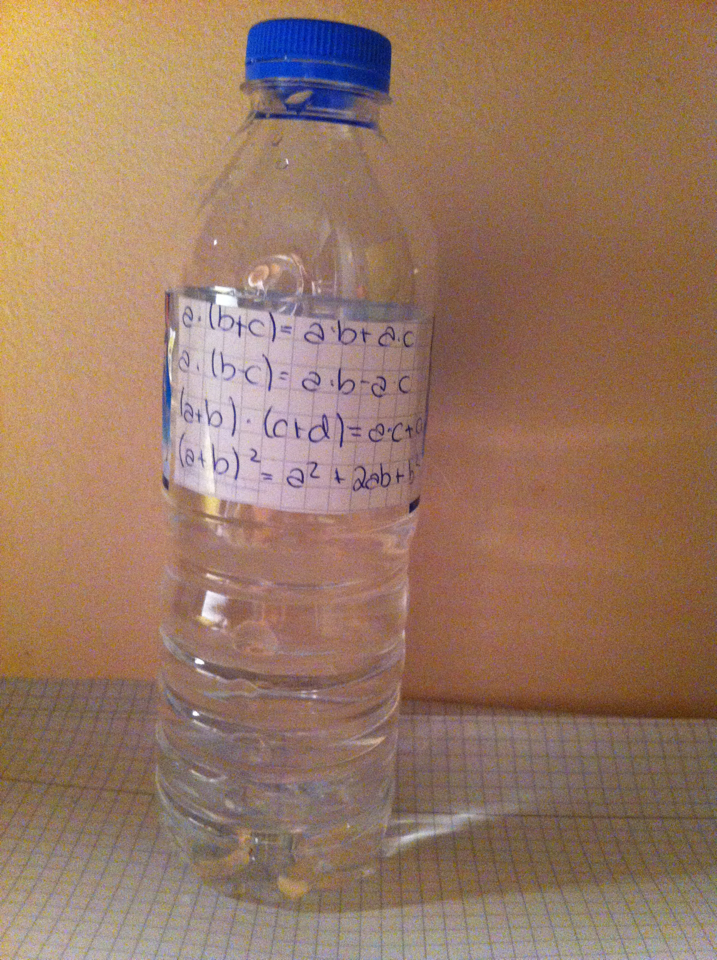 a·(b+c)= a·b+a·c
a·(b-c)= a·b-a·c
(a+b)·(c+d)=a·c+
(a+b)²= a²+2ab+b²